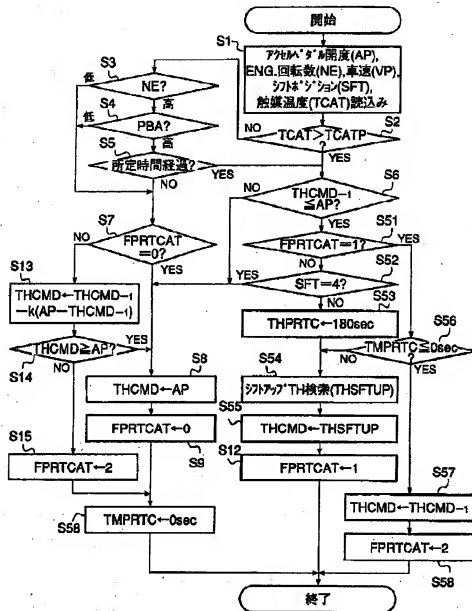 開始
S1
アクセルペダル開度(AP),
ENG.回転数(NE),車速(VP),
シフトポジション(SFT),
触媒温度(TCAT)読込み
S2
TCAT>TCATP
?
NO
YES
S3
NE?
低
高
S4
PBA?
低
高
S5
所定時間経過?
YES
NO
S6
THCMD-1
≦AP?
NO
YES
S7
FPRTCAT
=0?
NO
YES
S51
FPRTCAT=1?
YES
NO
S52
SFT=4?
YES
NO
S13
THCMD←THCMD-1
-k(AP-THCMD-1)
S53
THPRTC←180sec
S56
TMPRTC≦0sec
?
NO
YES
S14
THCMD≧AP?
YES
NO
S8
THCMD←AP
S54
シフトアップTH検索(THSFTUP)
S55
THCMD←THSFTUP
S9
FPRTCAT←0
S12
FPRTCAT←1
S15
FPRTCAT←2
S57
THCMD←THCMD-1
S58
TMPRTC←0sec
FPRTCAT←2
S58
終了